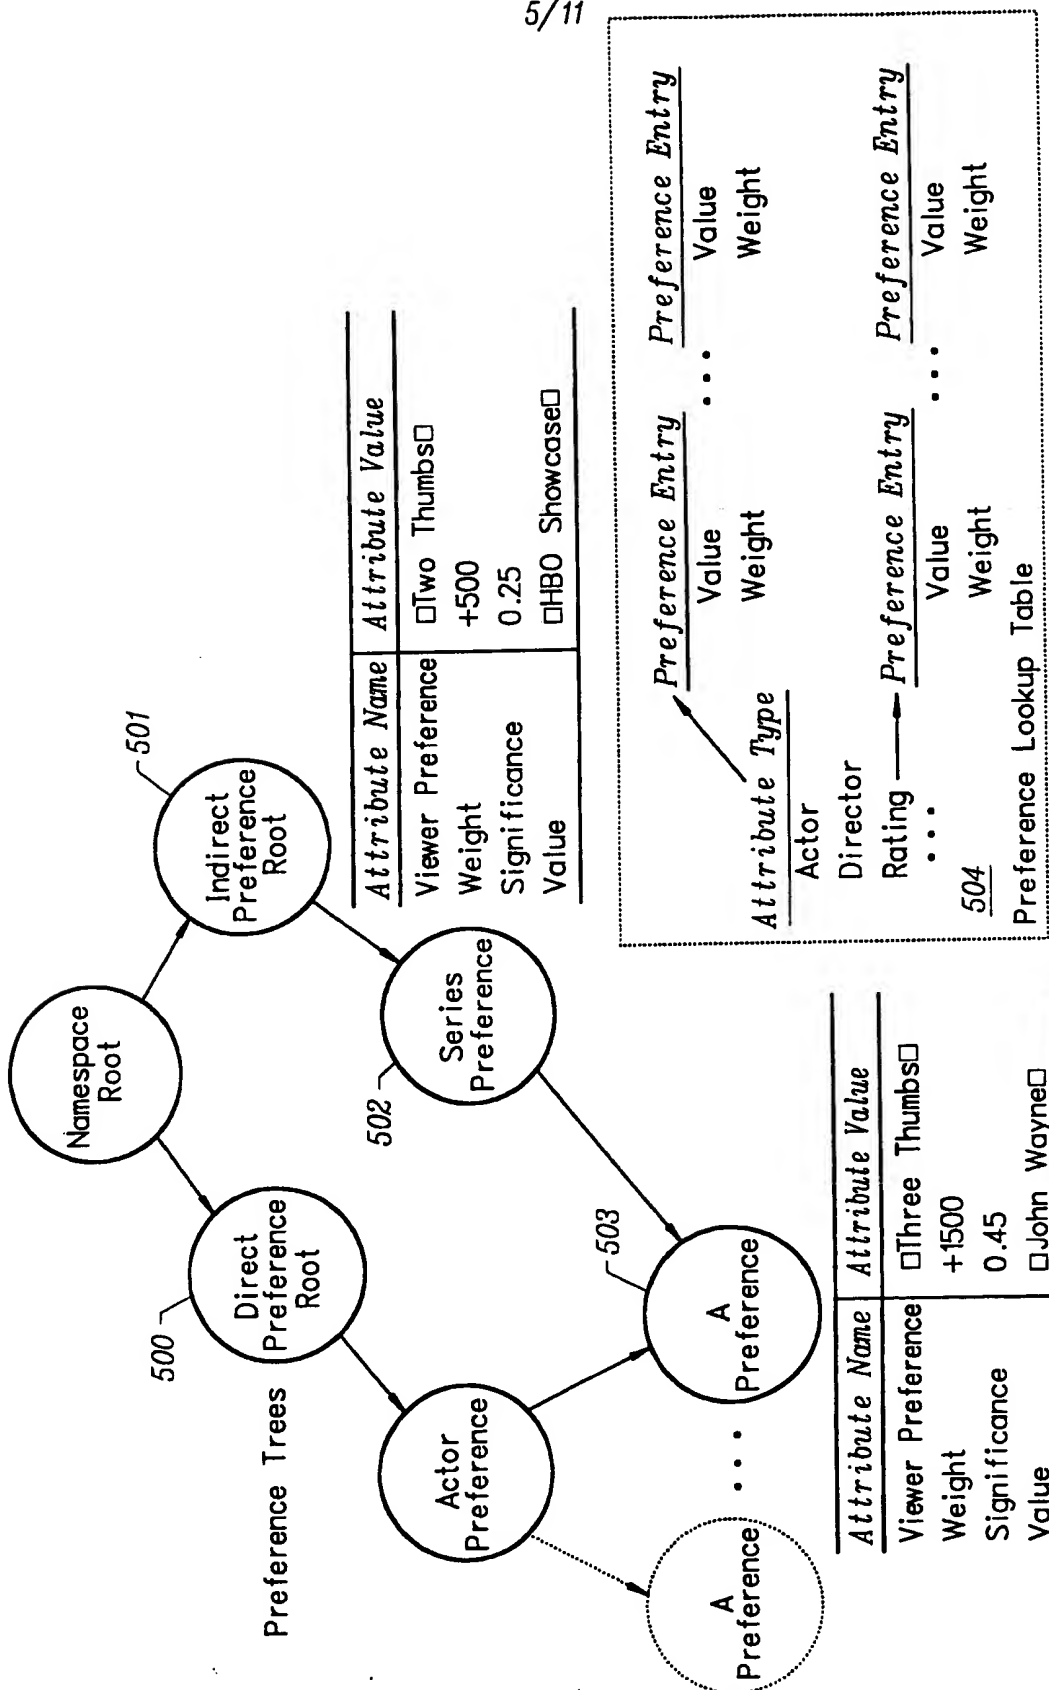 5/11
Preference Trees
Namespace
Root
500
Direct
Preference
Root
501
Indirect
Preference
Root
Actor
Preference
502
Series
Preference
A
Preference
• • •
503
A
Preference
Attribute Name Attribute Value
Viewer Preference □Two Thumbs□
Weight +500
Significance 0.25
Value □HBO Showcase□
Attribute Name Attribute Value
Viewer Preference □Three Thumbs□
Weight +1500
Significance 0.45
Value □John Wayne□
Attribute Type
Actor
Director
Rating
• • •
Preference Entry
Value
Weight
• • •
Preference Entry
Value
Weight
Preference Entry
Value
Weight
• • •
Preference Entry
Value
Weight
504
Preference Lookup Table